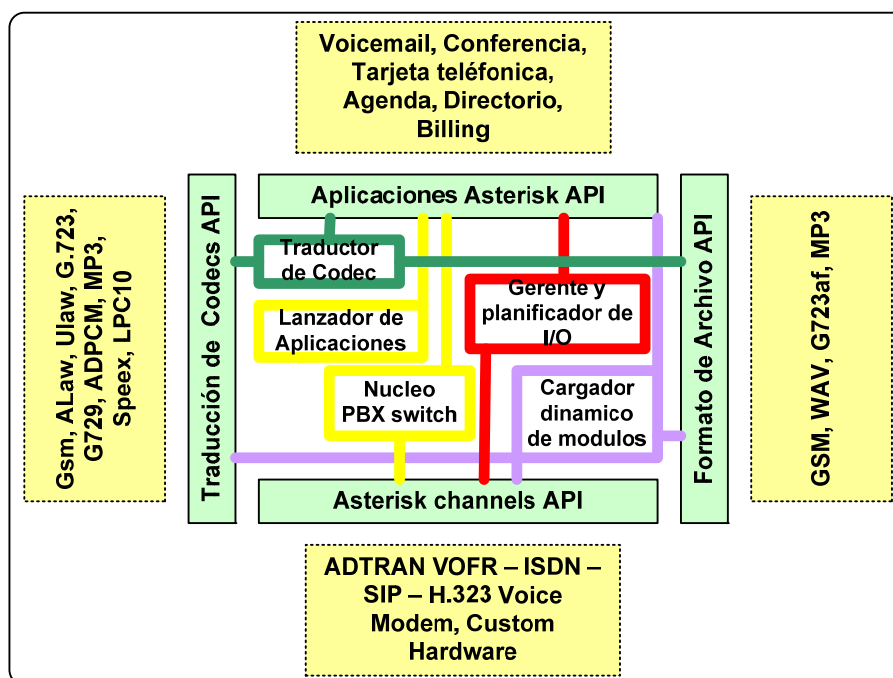 Voicemail, Conferencia,
Tarjeta teléfonica,
Agenda, Directorio,
Billing
Aplicaciones Asterisk API
Gsm, ALaw, Ulaw, G.723,
G729, ADPCM, MP3,
Speex, LPC10
Traducción de Codecs API
Traductor
de Codec
Lanzador de
Aplicaciones
Nucleo
PBX switch
Gerente y
planificador de
I/O
Cargador
dinamico
de modulos
Formato de Archivo API
GSM, WAV, G723af, MP3
Asterisk channels API
ADTRAN VOFR – ISDN –
SIP – H.323 Voice
Modem, Custom
Hardware